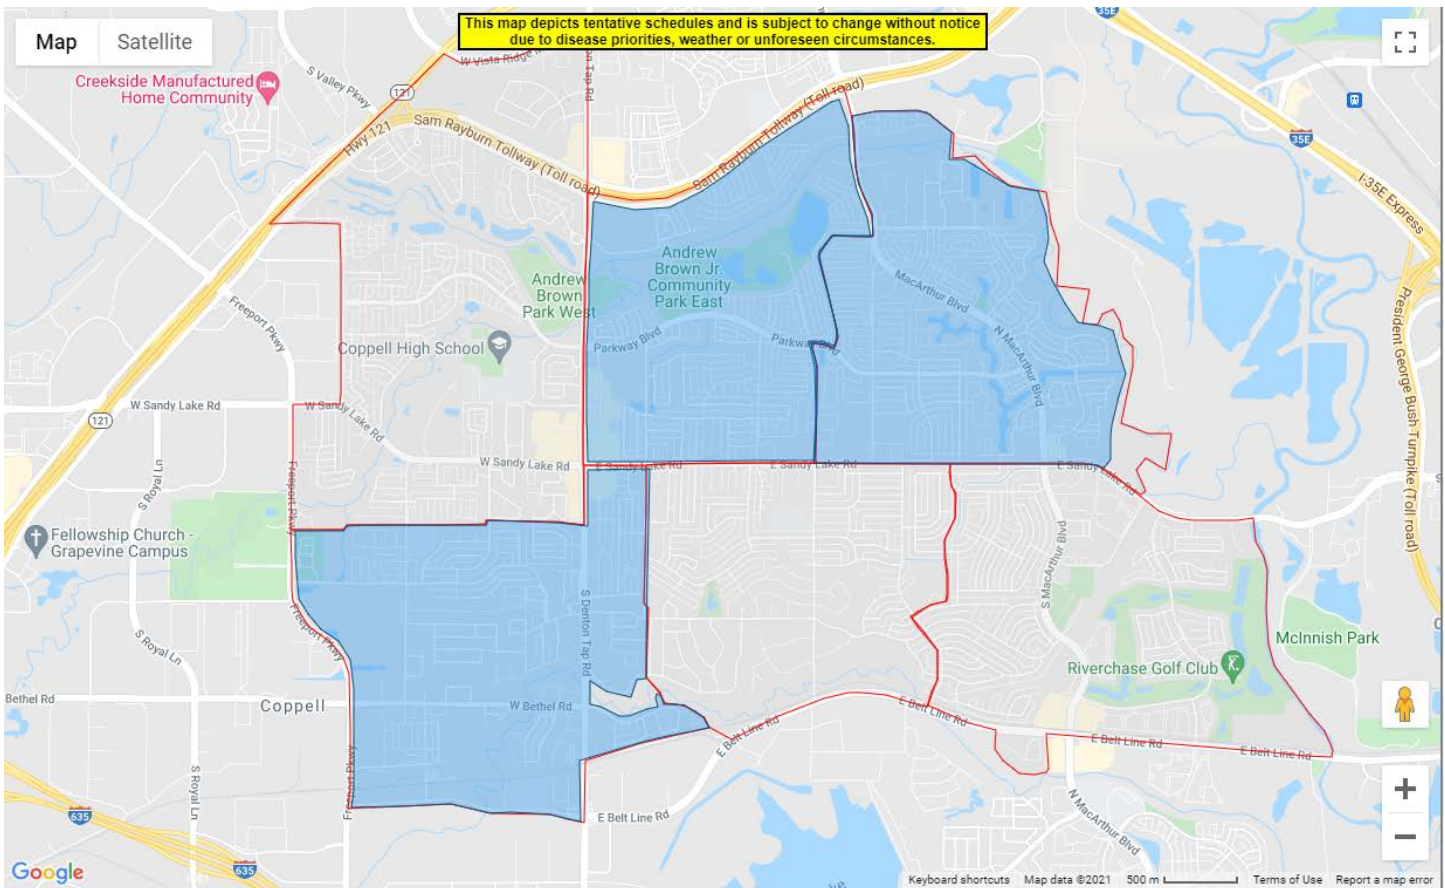 This map depicts tentative schedules and is subject to change without notice
due to disease priorities, weather or unforeseen circumstances.
Map
Satellite
35E
W Vista Ridge
Tap Rd
S Valley Pkwy
Creekside Manufactured
Home Community
121
Hwy 121
Sam Rayburn Tollway (Toll road)
Sam Rayburn Tollway (Toll road)
35E
I-35E Express
Andrew
Brown Jr.
Community
Park East
Andrew
Brown
Park West
MacArthur Blvd
N MacArthur Blvd
President George Bush Turnpike (Toll road)
Freeport Pkwy
Coppell High School
Parkway Blvd
Parkway Blvd
W Sandy Lake Rd
W Sandy Lake Rd
121
W Sandy Lake Rd
E Sandy Lake Rd
E Sandy Lake Rd
E Sandy Lake Rd
S Royal Ln
Freeport Pkwy
Fellowship Church -
Grapevine Campus
S MacArthur Blvd
S Denton Tap Rd
Freeport Pkwy
S Royal Ln
McInnish Park
Riverchase Golf Club
Bethel Rd
Coppell
W Bethel Rd
E Belt Line Rd
E Belt Line Rd
E Belt Line Rd
E Belt Line Rd
S Royal Ln
Freeport Pkwy
635
E Belt Line Rd
N MacArthur Blvd
635
Google
Keyboard shortcuts
Map data ©2021
500 m
Terms of Use
Report a map error